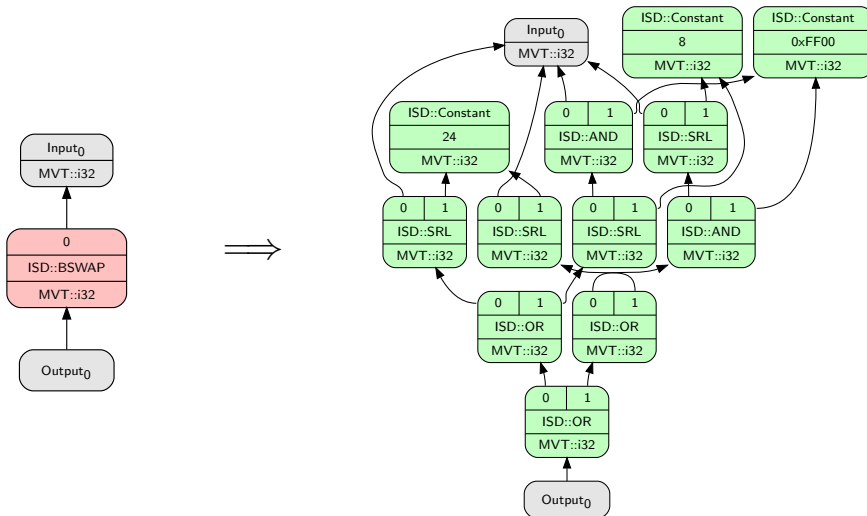 Input0
MVT::i32
0
ISD::BSWAP
MVT::i32
Output0
⟹
Input0
MVT::i32
ISD::Constant
8
MVT::i32
ISD::Constant
0xFF00
MVT::i32
ISD::Constant
24
MVT::i32
0 1
ISD::AND
MVT::i32
0 1
ISD::SRL
MVT::i32
0 1
ISD::SRL
MVT::i32
0 1
ISD::SRL
MVT::i32
0 1
ISD::SRL
MVT::i32
0 1
ISD::AND
MVT::i32
0 1
ISD::OR
MVT::i32
0 1
ISD::OR
MVT::i32
0 1
ISD::OR
MVT::i32
Output0